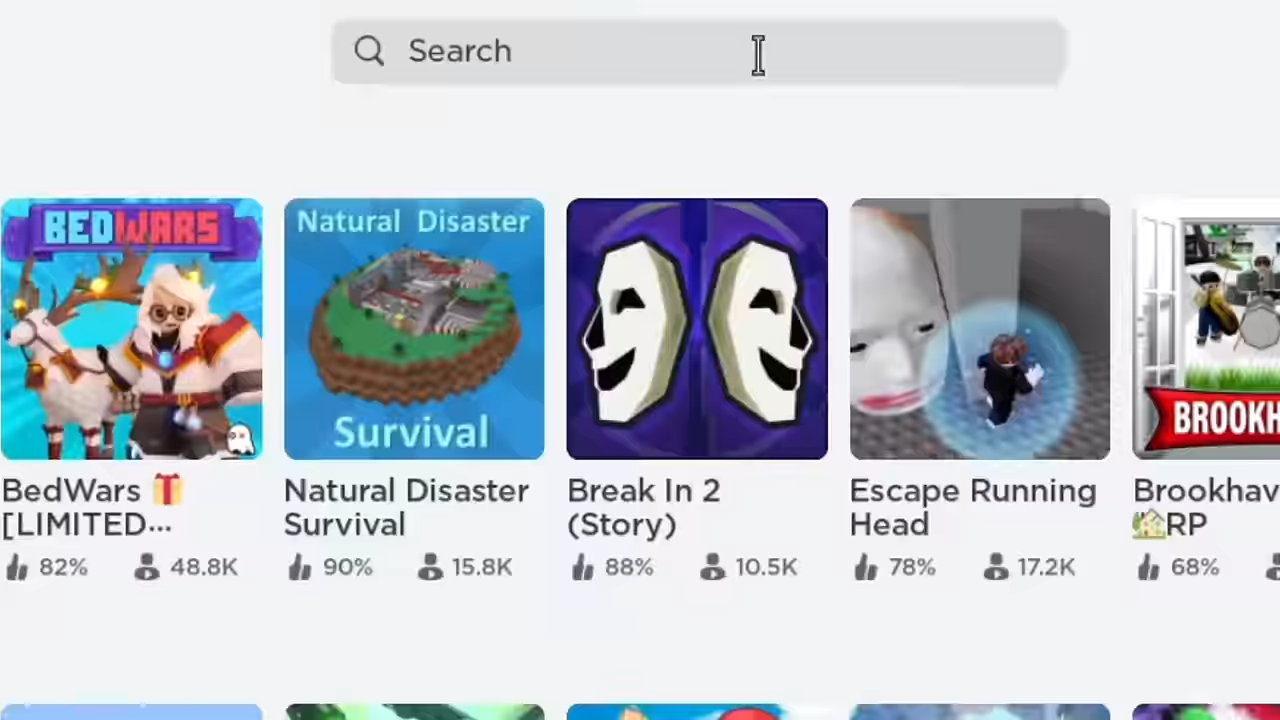 Search
BEDWARS
Natural Disaster
Survival
BROOKH
BedWars 🎁
[LIMITED...
82% 48.8K
Natural Disaster
Survival
90% 15.8K
Break In 2
(Story)
88% 10.5K
Escape Running
Head
78% 17.2K
Brookhav
🏡RP
68%